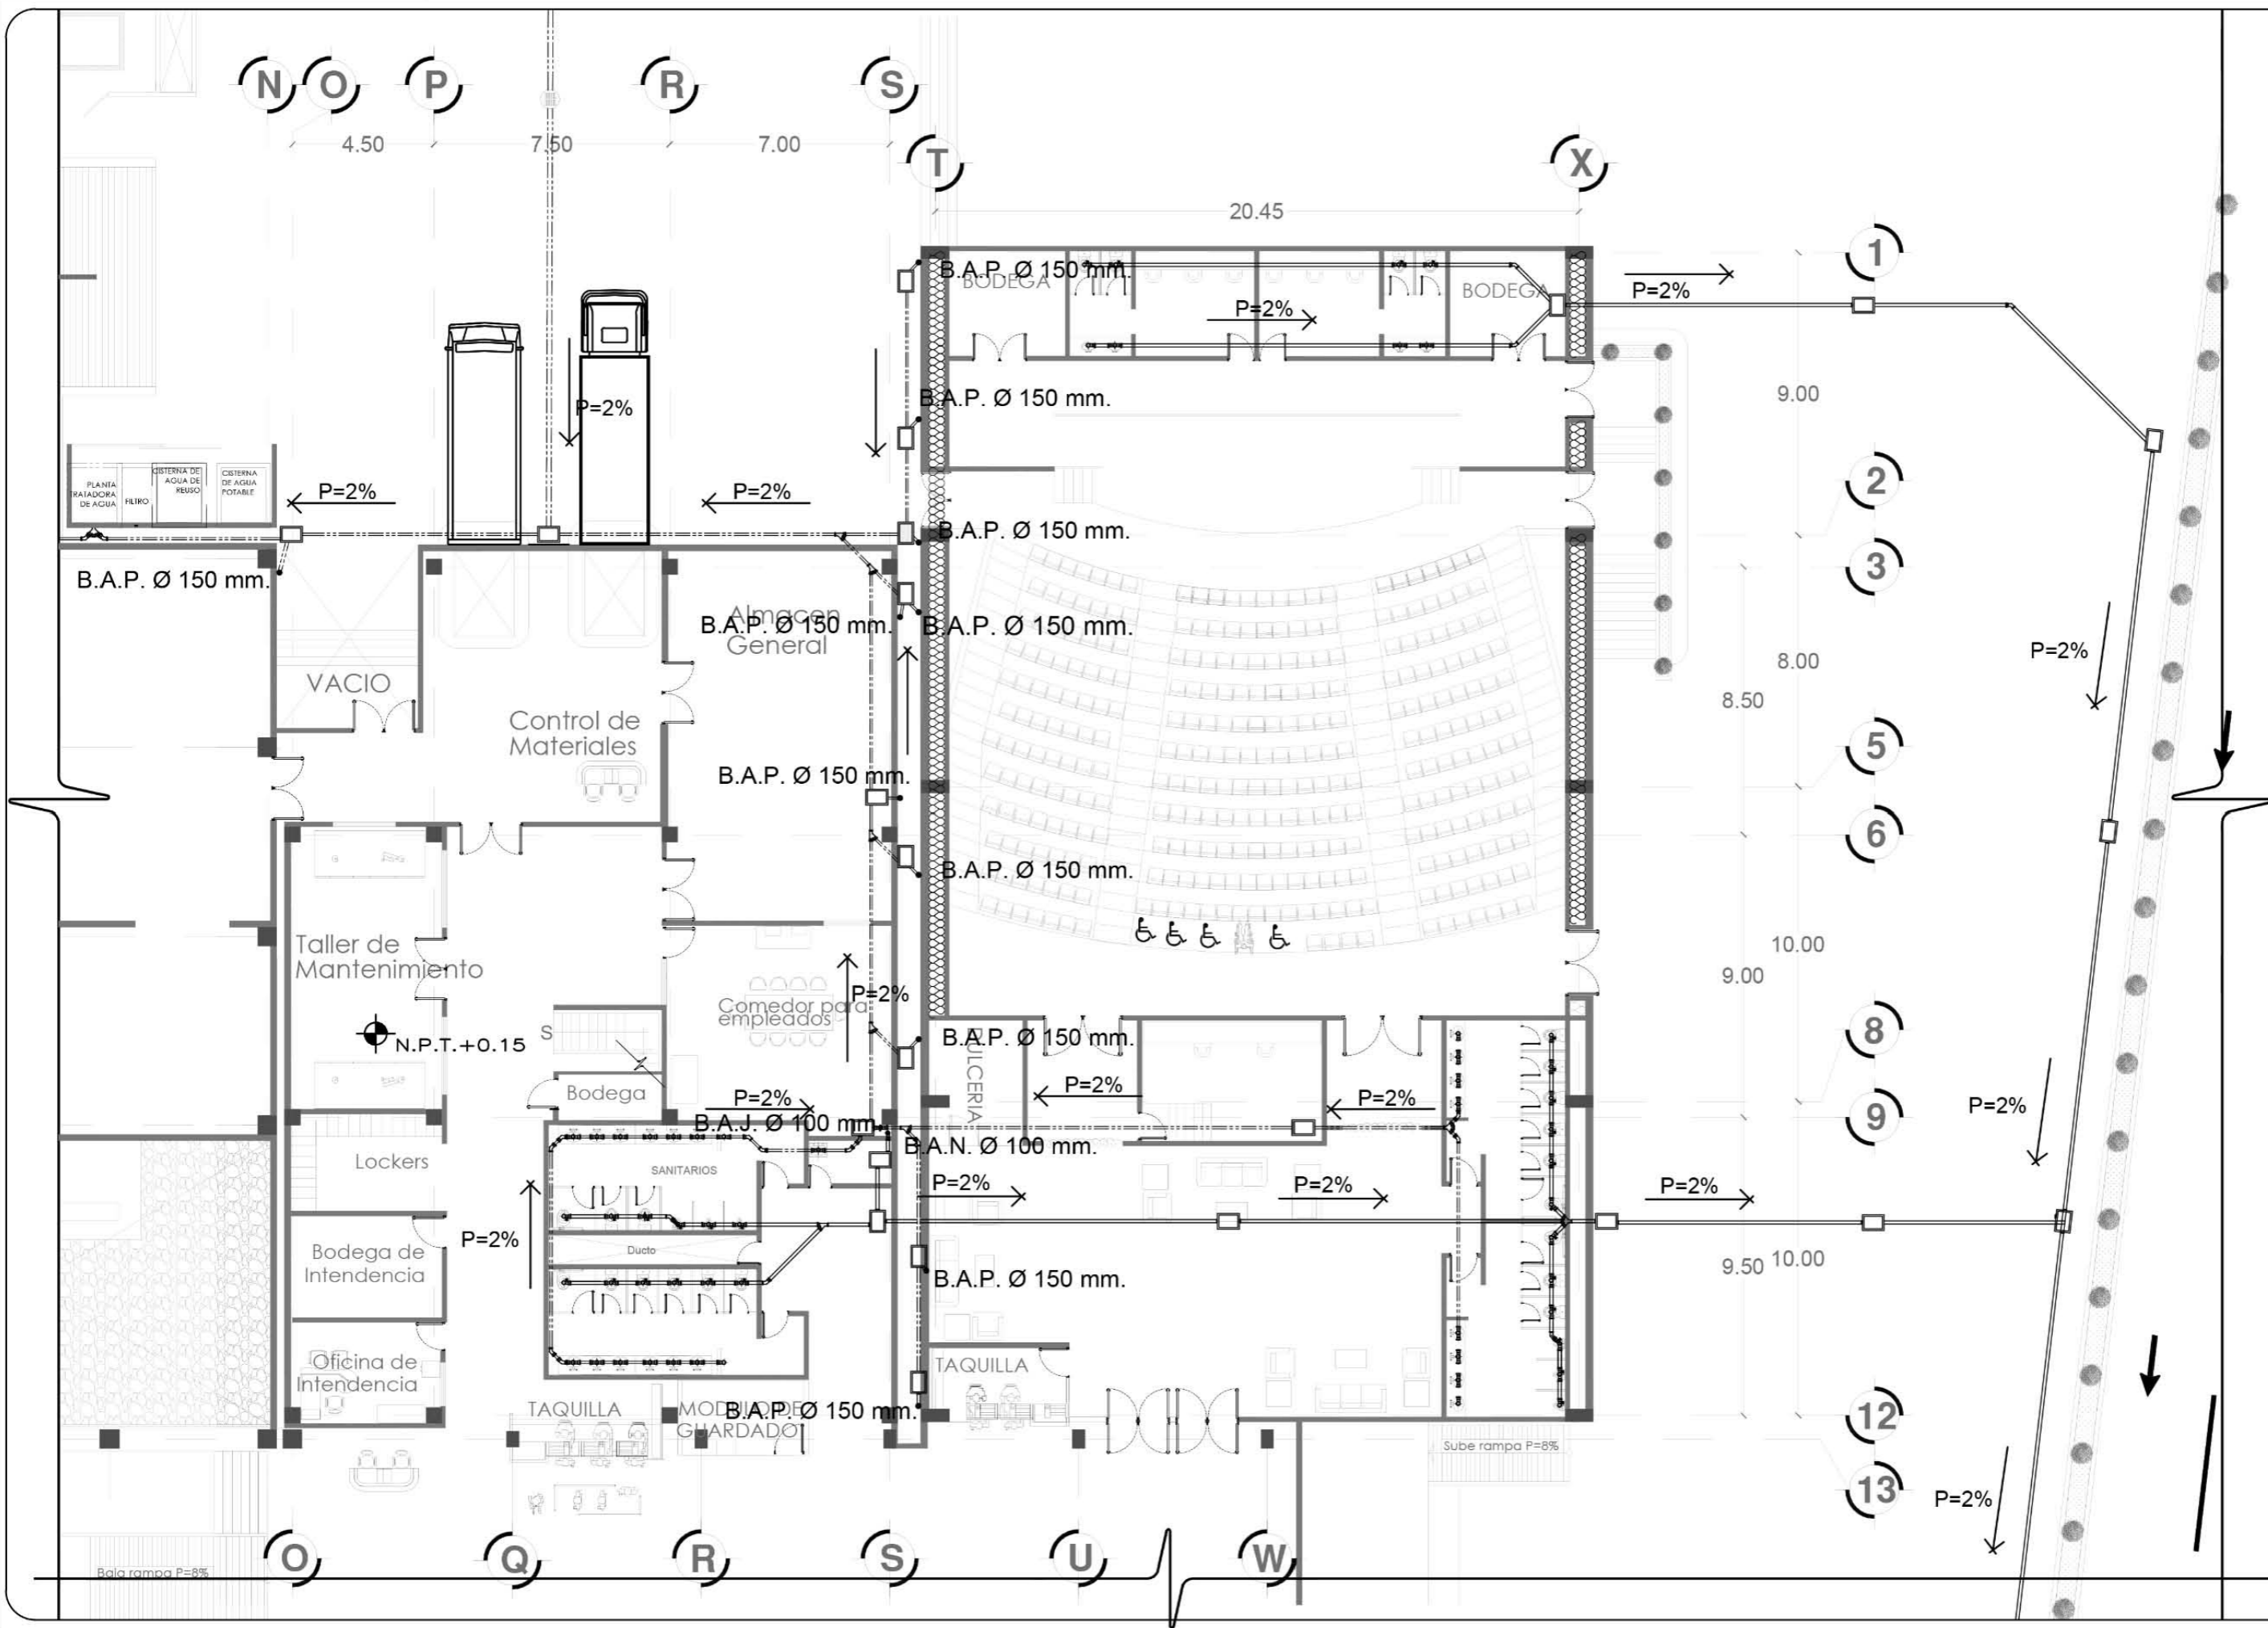 N O P R S
4.50 7.50 7.00
T X
20.45
1
B.A.P. Ø 150 mm.
BODEGA
BODEGA
P=2%
P=2%
B.A.P. Ø 150 mm.
9.00
P=2%
2
PLANTA
TRATADORA
DE AGUA
FILTRO
CISTERNA DE
AGUA DE
REUSO
CISTERNA
DE AGUA
POTABLE
P=2%
P=2%
B.A.P. Ø 150 mm.
3
B.A.P. Ø 150 mm.
Almacen
General
B.A.P. Ø 150 mm.
B.A.P. Ø 150 mm.
P=2%
8.00
8.50
VACIO
Control de
Materiales
5
B.A.P. Ø 150 mm.
6
B.A.P. Ø 150 mm.
Taller de
Mantenimiento
10.00
9.00
P=2%
Comedor para
empleados
N.P.T.+0.15
S
8
B.A.P. Ø 150 mm.
DULCERIA
Bodega
P=2%
P=2%
P=2%
P=2%
9
B.A.J. Ø 100 mm.
B.A.N. Ø 100 mm.
Lockers
SANITARIOS
P=2%
P=2%
P=2%
P=2%
Bodega de
Intendencia
Ducto
B.A.P. Ø 150 mm.
9.50 10.00
Oficina de
Intendencia
TAQUILLA
TAQUILLA
MODULO DE
GUARDADO
B.A.P. Ø 150 mm.
12
Sube rampa P=8%
13
P=2%
O Q R S U W
Baja rampa P=8%